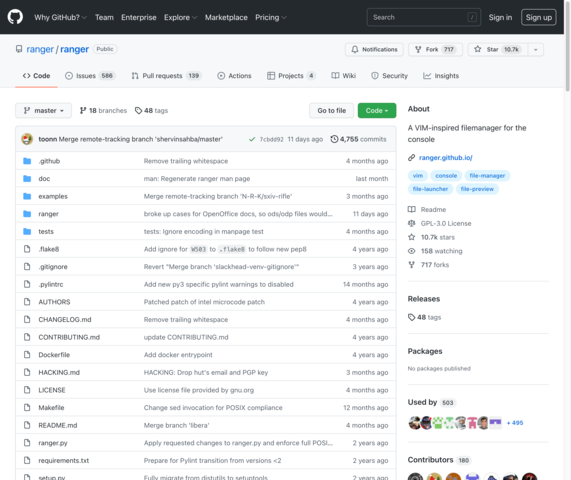 Why GitHub? Team Enterprise Explore Marketplace Pricing Search / Sign in Sign up
ranger / ranger Public Notifications Fork 717 Star 10.7k
Code Issues 586 Pull requests 139 Actions Projects 4 Wiki Security Insights
master 18 branches 48 tags Go to file Code
toonn Merge remote-tracking branch 'shervinsahba/master' 7cbdd92 11 days ago 4,755 commits
.github Remove trailing whitespace 4 months ago
doc man: Regenerate ranger man page last month
examples Merge remote-tracking branch 'N-R-K/sxiv-rifle' 3 months ago
ranger broke up cases for OpenOffice docs, so ods/odp files would... 11 days ago
tests tests: Ignore encoding in manpage test 4 months ago
.flake8 Add ignore for W503 to .flake8 to follow new pep8 4 years ago
.gitignore Revert "Merge branch 'slackhead-venv-gitignore'" 3 years ago
.pylintrc Add new py3 specific pylint warnings to disabled 14 months ago
AUTHORS Patched patch of intel microcode patch 4 years ago
CHANGELOG.md Remove trailing whitespace 4 months ago
CONTRIBUTING.md update CONTRIBUTING.md 4 years ago
Dockerfile Add docker entrypoint 4 years ago
HACKING.md HACKING: Drop hut's email and PGP key 3 months ago
LICENSE Use license file provided by gnu.org 4 years ago
Makefile Change sed invocation for POSIX compliance 12 months ago
README.md Merge branch 'libera' 4 months ago
ranger.py Apply requested changes to ranger.py and enforce full POSI... 2 years ago
requirements.txt Prepare for Pylint transition from versions <2 2 years ago
setup.py Fully migrate from distutils to setuptools 2 years ago
About
A VIM-inspired filemanager for the
console
ranger.github.io/
vim console file-manager
file-launcher file-preview
Readme
GPL-3.0 License
10.7k stars
158 watching
717 forks
Releases
48 tags
Packages
No packages published
Used by 503
+ 495
Contributors 180